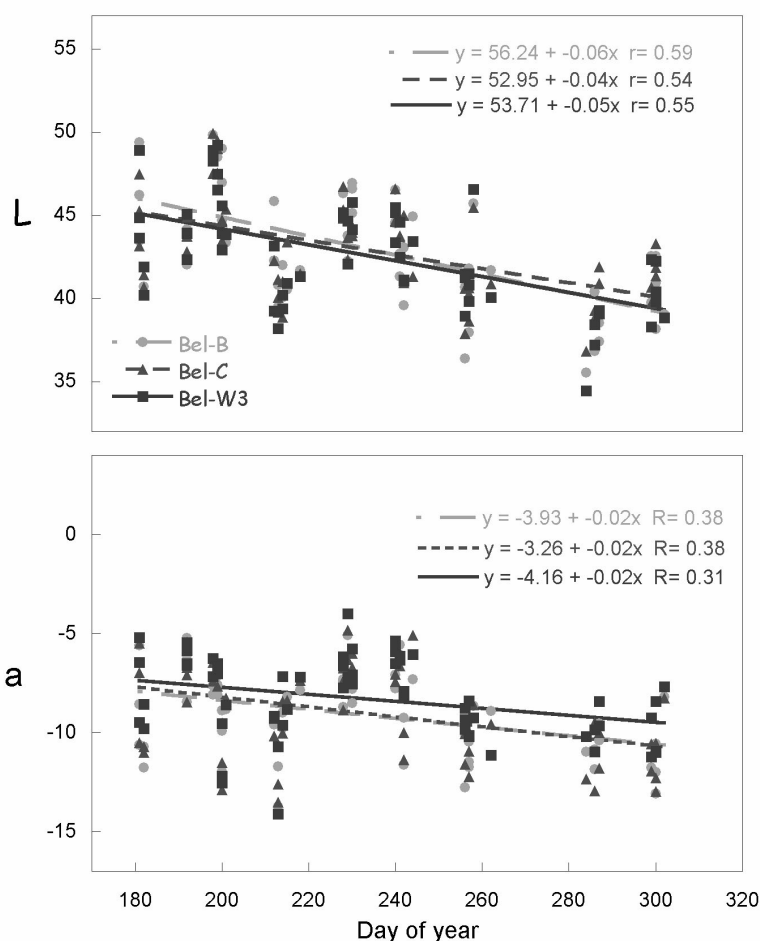 55
y = 56.24 + -0.06x r= 0.59
y = 52.95 + -0.04x r= 0.54
y = 53.71 + -0.05x r= 0.55
50
L
45
40
Bel-B
Bel-C
35
Bel-W3
0
y = -3.93 + -0.02x R= 0.38
y = -3.26 + -0.02x R= 0.38
y = -4.16 + -0.02x R= 0.31
-5
a
-10
-15
180 200 220 240 260 280 300 320
Day of year